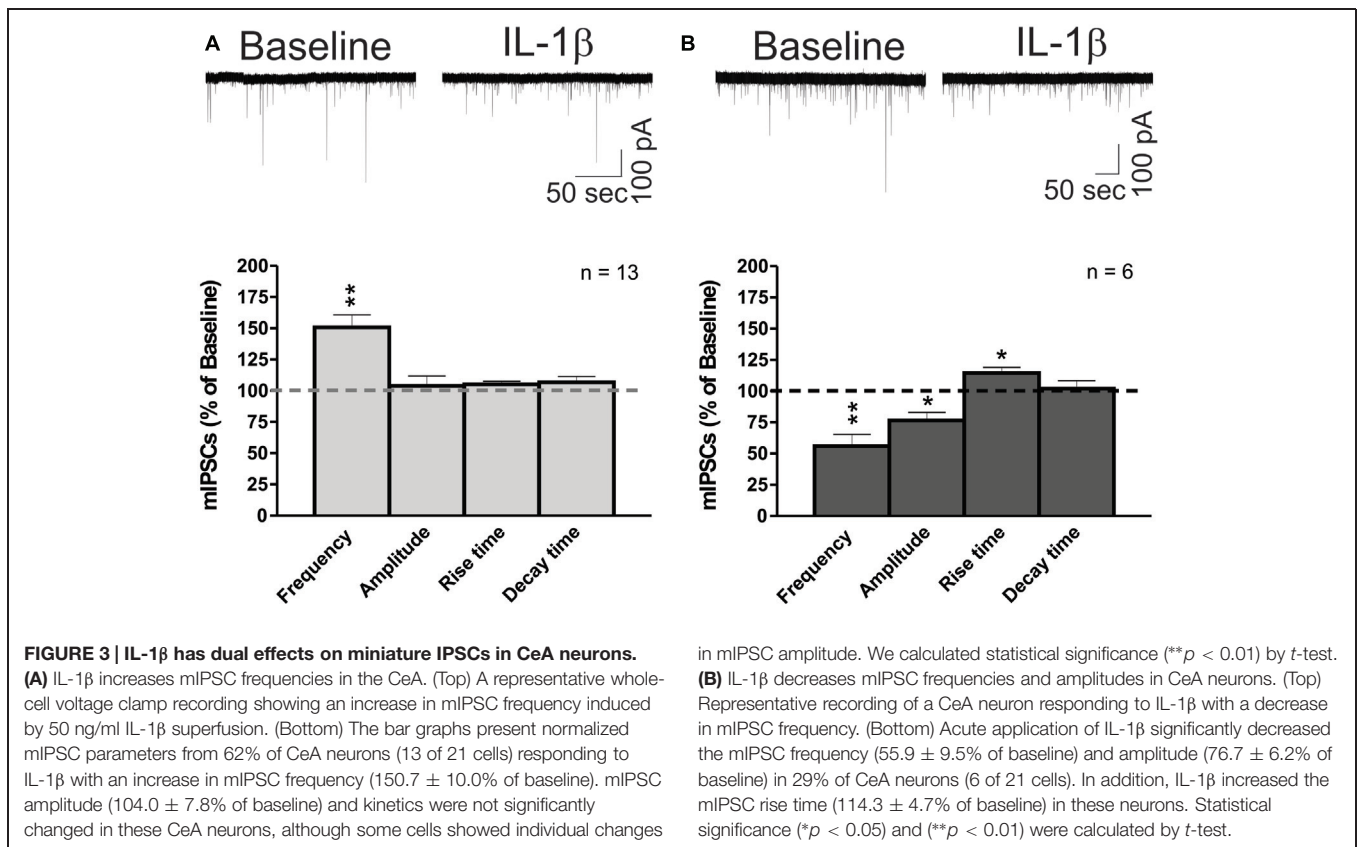 A
Baseline
IL-1β
50 sec
100 pA
B
Baseline
IL-1β
50 sec
100 pA
mIPSCs (% of Baseline)
200
175
150
125
100
75
50
25
0
n = 13
**
Frequency
Amplitude
Rise time
Decay time
mIPSCs (% of Baseline)
200
175
150
125
100
75
50
25
0
n = 6
**
*
*
Frequency
Amplitude
Rise time
Decay time
FIGURE 3 | IL-1β has dual effects on miniature IPSCs in CeA neurons.
(A) IL-1β increases mIPSC frequencies in the CeA. (Top) A representative whole-
cell voltage clamp recording showing an increase in mIPSC frequency induced
by 50 ng/ml IL-1β superfusion. (Bottom) The bar graphs present normalized
mIPSC parameters from 62% of CeA neurons (13 of 21 cells) responding to
IL-1β with an increase in mIPSC frequency (150.7 ± 10.0% of baseline). mIPSC
amplitude (104.0 ± 7.8% of baseline) and kinetics were not significantly
changed in these CeA neurons, although some cells showed individual changes
in mIPSC amplitude. We calculated statistical significance (**p < 0.01) by t-test.
(B) IL-1β decreases mIPSC frequencies and amplitudes in CeA neurons. (Top)
Representative recording of a CeA neuron responding to IL-1β with a decrease
in mIPSC frequency. (Bottom) Acute application of IL-1β significantly decreased
the mIPSC frequency (55.9 ± 9.5% of baseline) and amplitude (76.7 ± 6.2% of
baseline) in 29% of CeA neurons (6 of 21 cells). In addition, IL-1β increased the
mIPSC rise time (114.3 ± 4.7% of baseline) in these neurons. Statistical
significance (*p < 0.05) and (**p < 0.01) were calculated by t-test.